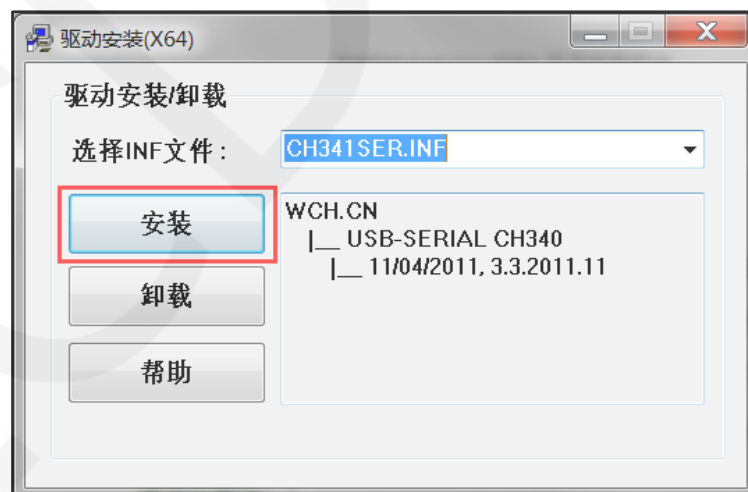 驱动安装(X64)
驱动安装/卸载
选择INF文件:
CH341SER.INF
安装
WCH.CN
|__ USB-SERIAL CH340
|__ 11/04/2011, 3.3.2011.11
卸载
帮助